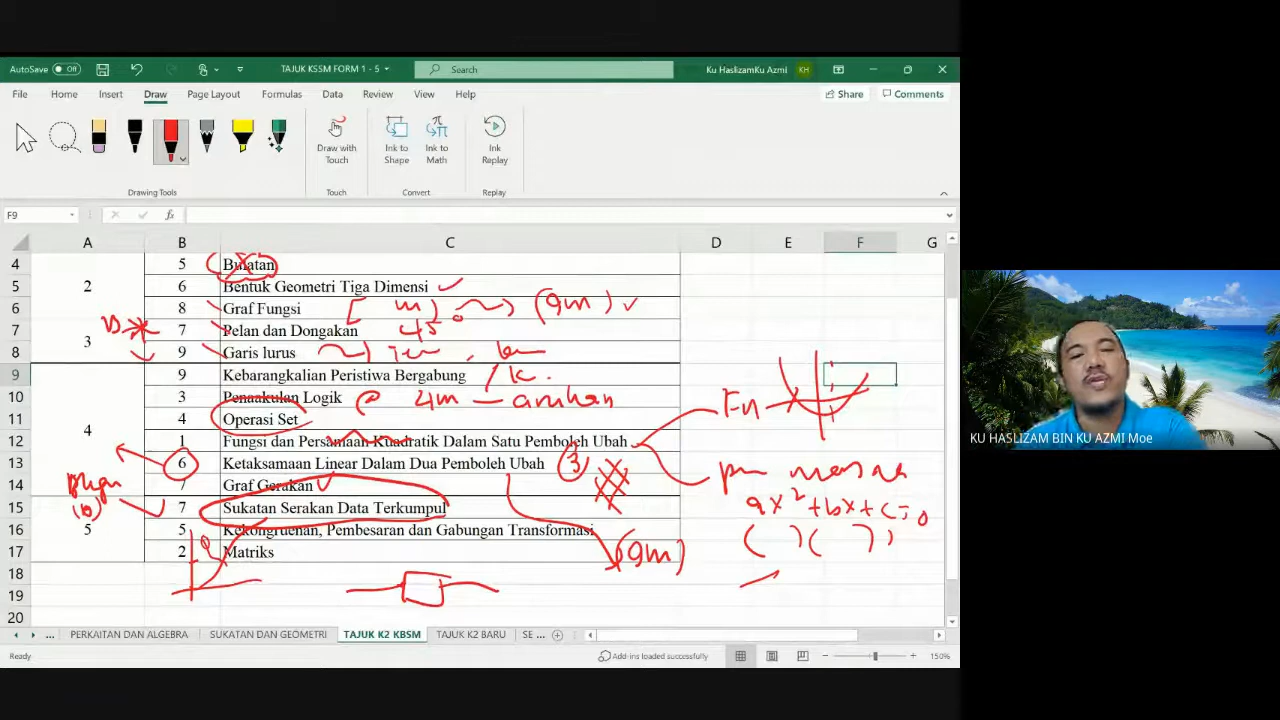 AutoSave Off TAJUK KSSM FORM 1 - 5 Search Ku HaslizamKu Azmi KH
File Home Insert Draw Page Layout Formulas Data Review View Help Share Comments
Draw with Touch
Ink to Shape
Ink to Math
Ink Replay
Drawing Tools Touch Convert Replay
F9 fx
A B C D E F G
4 5 Bulatan
5 2 6 Bentuk Geometri Tiga Dimensi
6 8 Graf Fungsi [ m) (9m)
7 7 Pelan dan Dongakan 45°
8 3 9 Garis lurus
9 9 Kebarangkalian Peristiwa Bergabung / k.
10 3 Penaakulan Logik @ 4m — aruhan
11 4 Operasi Set
12 4 1 Fungsi dan Persamaan Kuadratik Dalam Satu Pemboleh Ubah
13 6 Ketaksamaan Linear Dalam Dua Pemboleh Ubah 3
14 7 Graf Gerakan
15 7 Sukatan Serakan Data Terkumpul ax² + bx + c = 0
16 5 5 Kekongruenan, Pembesaran dan Gabungan Transformasi ( )( )
17 2 Matriks (9m)
18
19
20
... PERKAITAN DAN ALGEBRA SUKATAN DAN GEOMETRI TAJUK K2 KBSM TAJUK K2 BARU SE ...
Ready Add-ins loaded successfully 150%
KU HASLIZAM BIN KU AZMI Moe